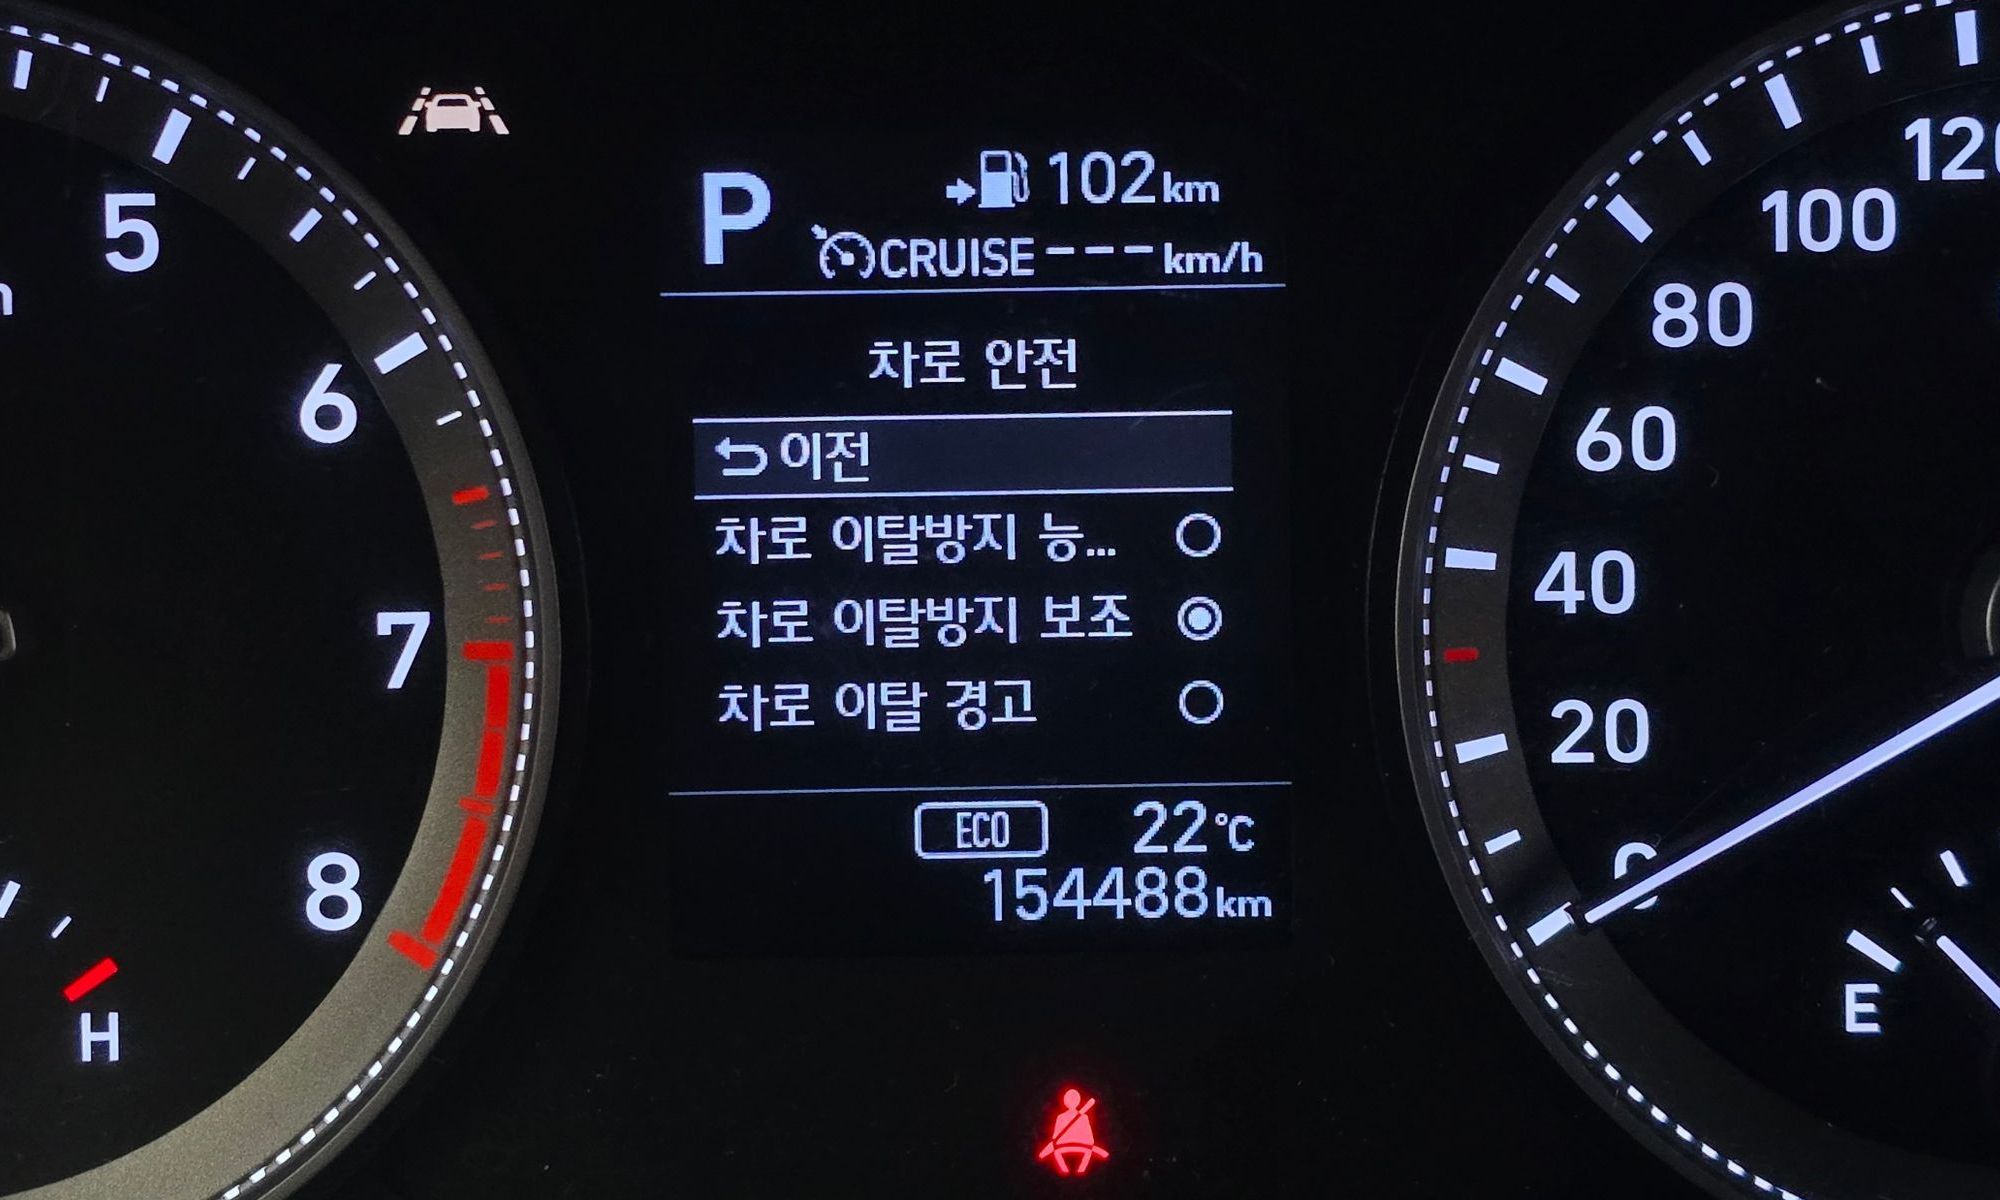 P
102km
CRUISE ---km/h
차로 안전
이전
차로 이탈방지 능...
차로 이탈방지 보조
차로 이탈 경고
ECO 22°C
154488km
5
6
7
8
H
120
100
80
60
40
20
0
E